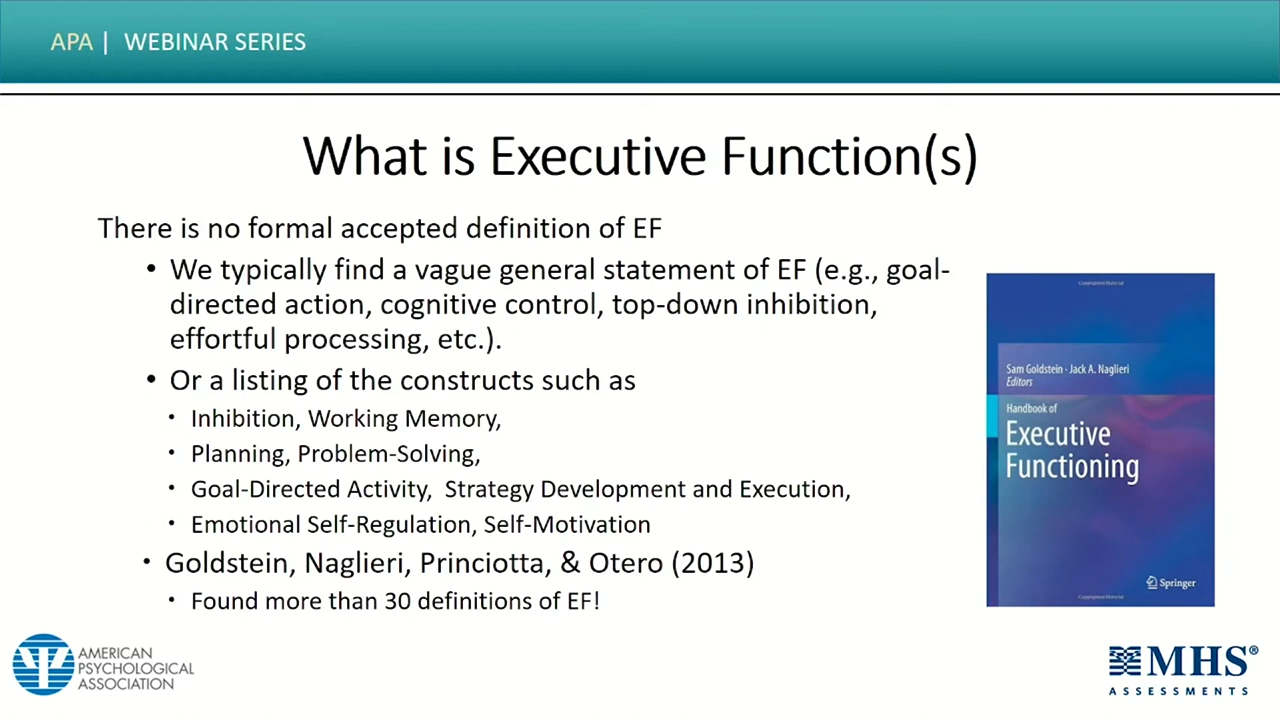 APA | WEBINAR SERIES
What is Executive Function(s)
There is no formal accepted definition of EF
• We typically find a vague general statement of EF (e.g., goal-
directed action, cognitive control, top-down inhibition,
effortful processing, etc.).
• Or a listing of the constructs such as
• Inhibition, Working Memory,
• Planning, Problem-Solving,
• Goal-Directed Activity, Strategy Development and Execution,
• Emotional Self-Regulation, Self-Motivation
• Goldstein, Naglieri, Princiotta, & Otero (2013)
• Found more than 30 definitions of EF!
Copyrighted Material
Sam Goldstein · Jack A. Naglieri
Editors
Handbook of
Executive
Functioning
Springer
Copyrighted Material
AMERICAN
PSYCHOLOGICAL
ASSOCIATION
MHS®
ASSESSMENTS